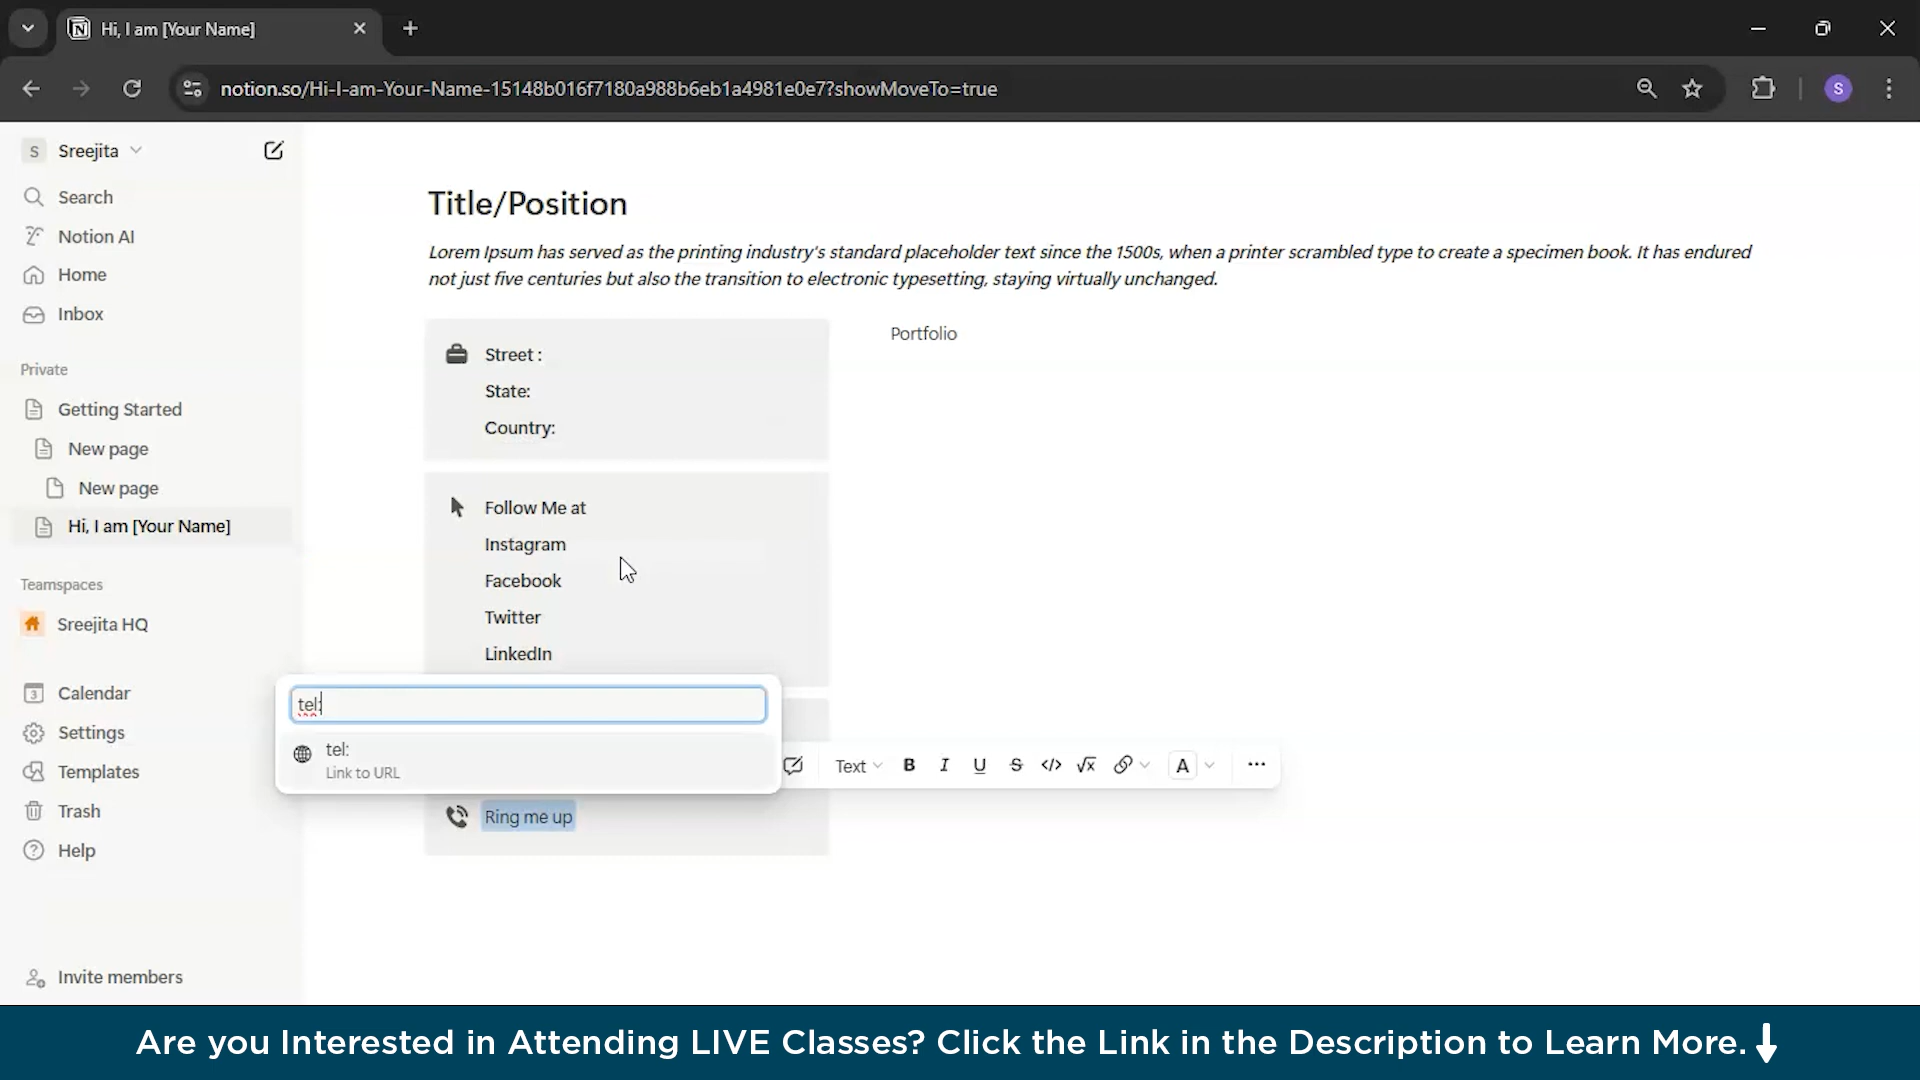 Hi, I am [Your Name]
notion.so/Hi-I-am-Your-Name-15148b016f7180a988b6eb1a4981e0e7?showMoveTo=true
S
S Sreejita
Search
Notion AI
Home
Inbox
Private
Getting Started
New page
New page
Hi, I am [Your Name]
Teamspaces
Sreejita HQ
3 Calendar
Settings
Templates
Trash
Help
Invite members
Title/Position
Lorem Ipsum has served as the printing industry's standard placeholder text since the 1500s, when a printer scrambled type to create a specimen book. It has endured
not just five centuries but also the transition to electronic typesetting, staying virtually unchanged.
Street :
State:
Country:
Portfolio
Follow Me at
Instagram
Facebook
Twitter
LinkedIn
tel:
tel:
Link to URL
Text B I U S </> √x A ...
Ring me up
Are you Interested in Attending LIVE Classes? Click the Link in the Description to Learn More.